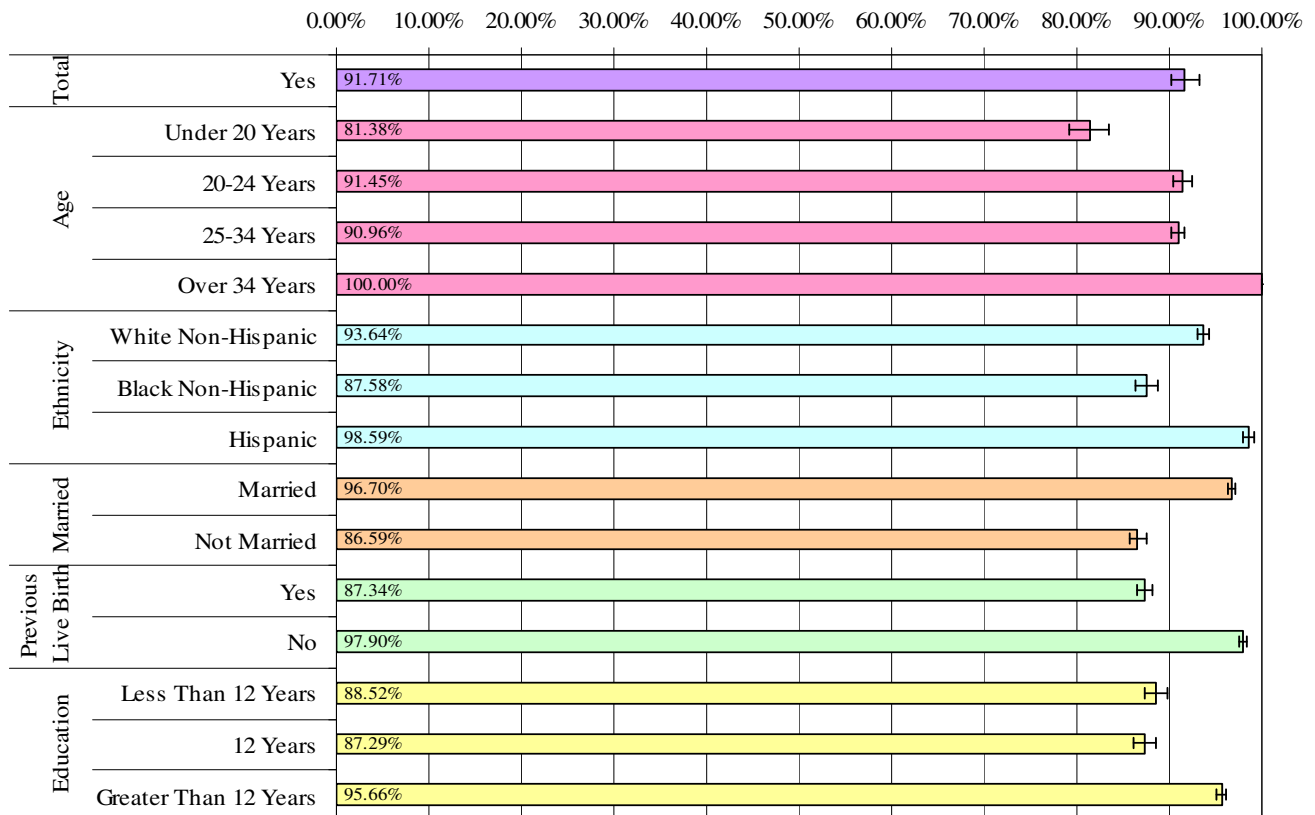 0.00% 10.00% 20.00% 30.00% 40.00% 50.00% 60.00% 70.00% 80.00% 90.00% 100.00%
Total
Yes 91.71%
Age
Under 20 Years 81.38%
20-24 Years 91.45%
25-34 Years 90.96%
Over 34 Years 100.00%
Ethnicity
White Non-Hispanic 93.64%
Black Non-Hispanic 87.58%
Hispanic 98.59%
Married
Married 96.70%
Not Married 86.59%
Previous
Live Birth
Yes 87.34%
No 97.90%
Education
Less Than 12 Years 88.52%
12 Years 87.29%
Greater Than 12 Years 95.66%